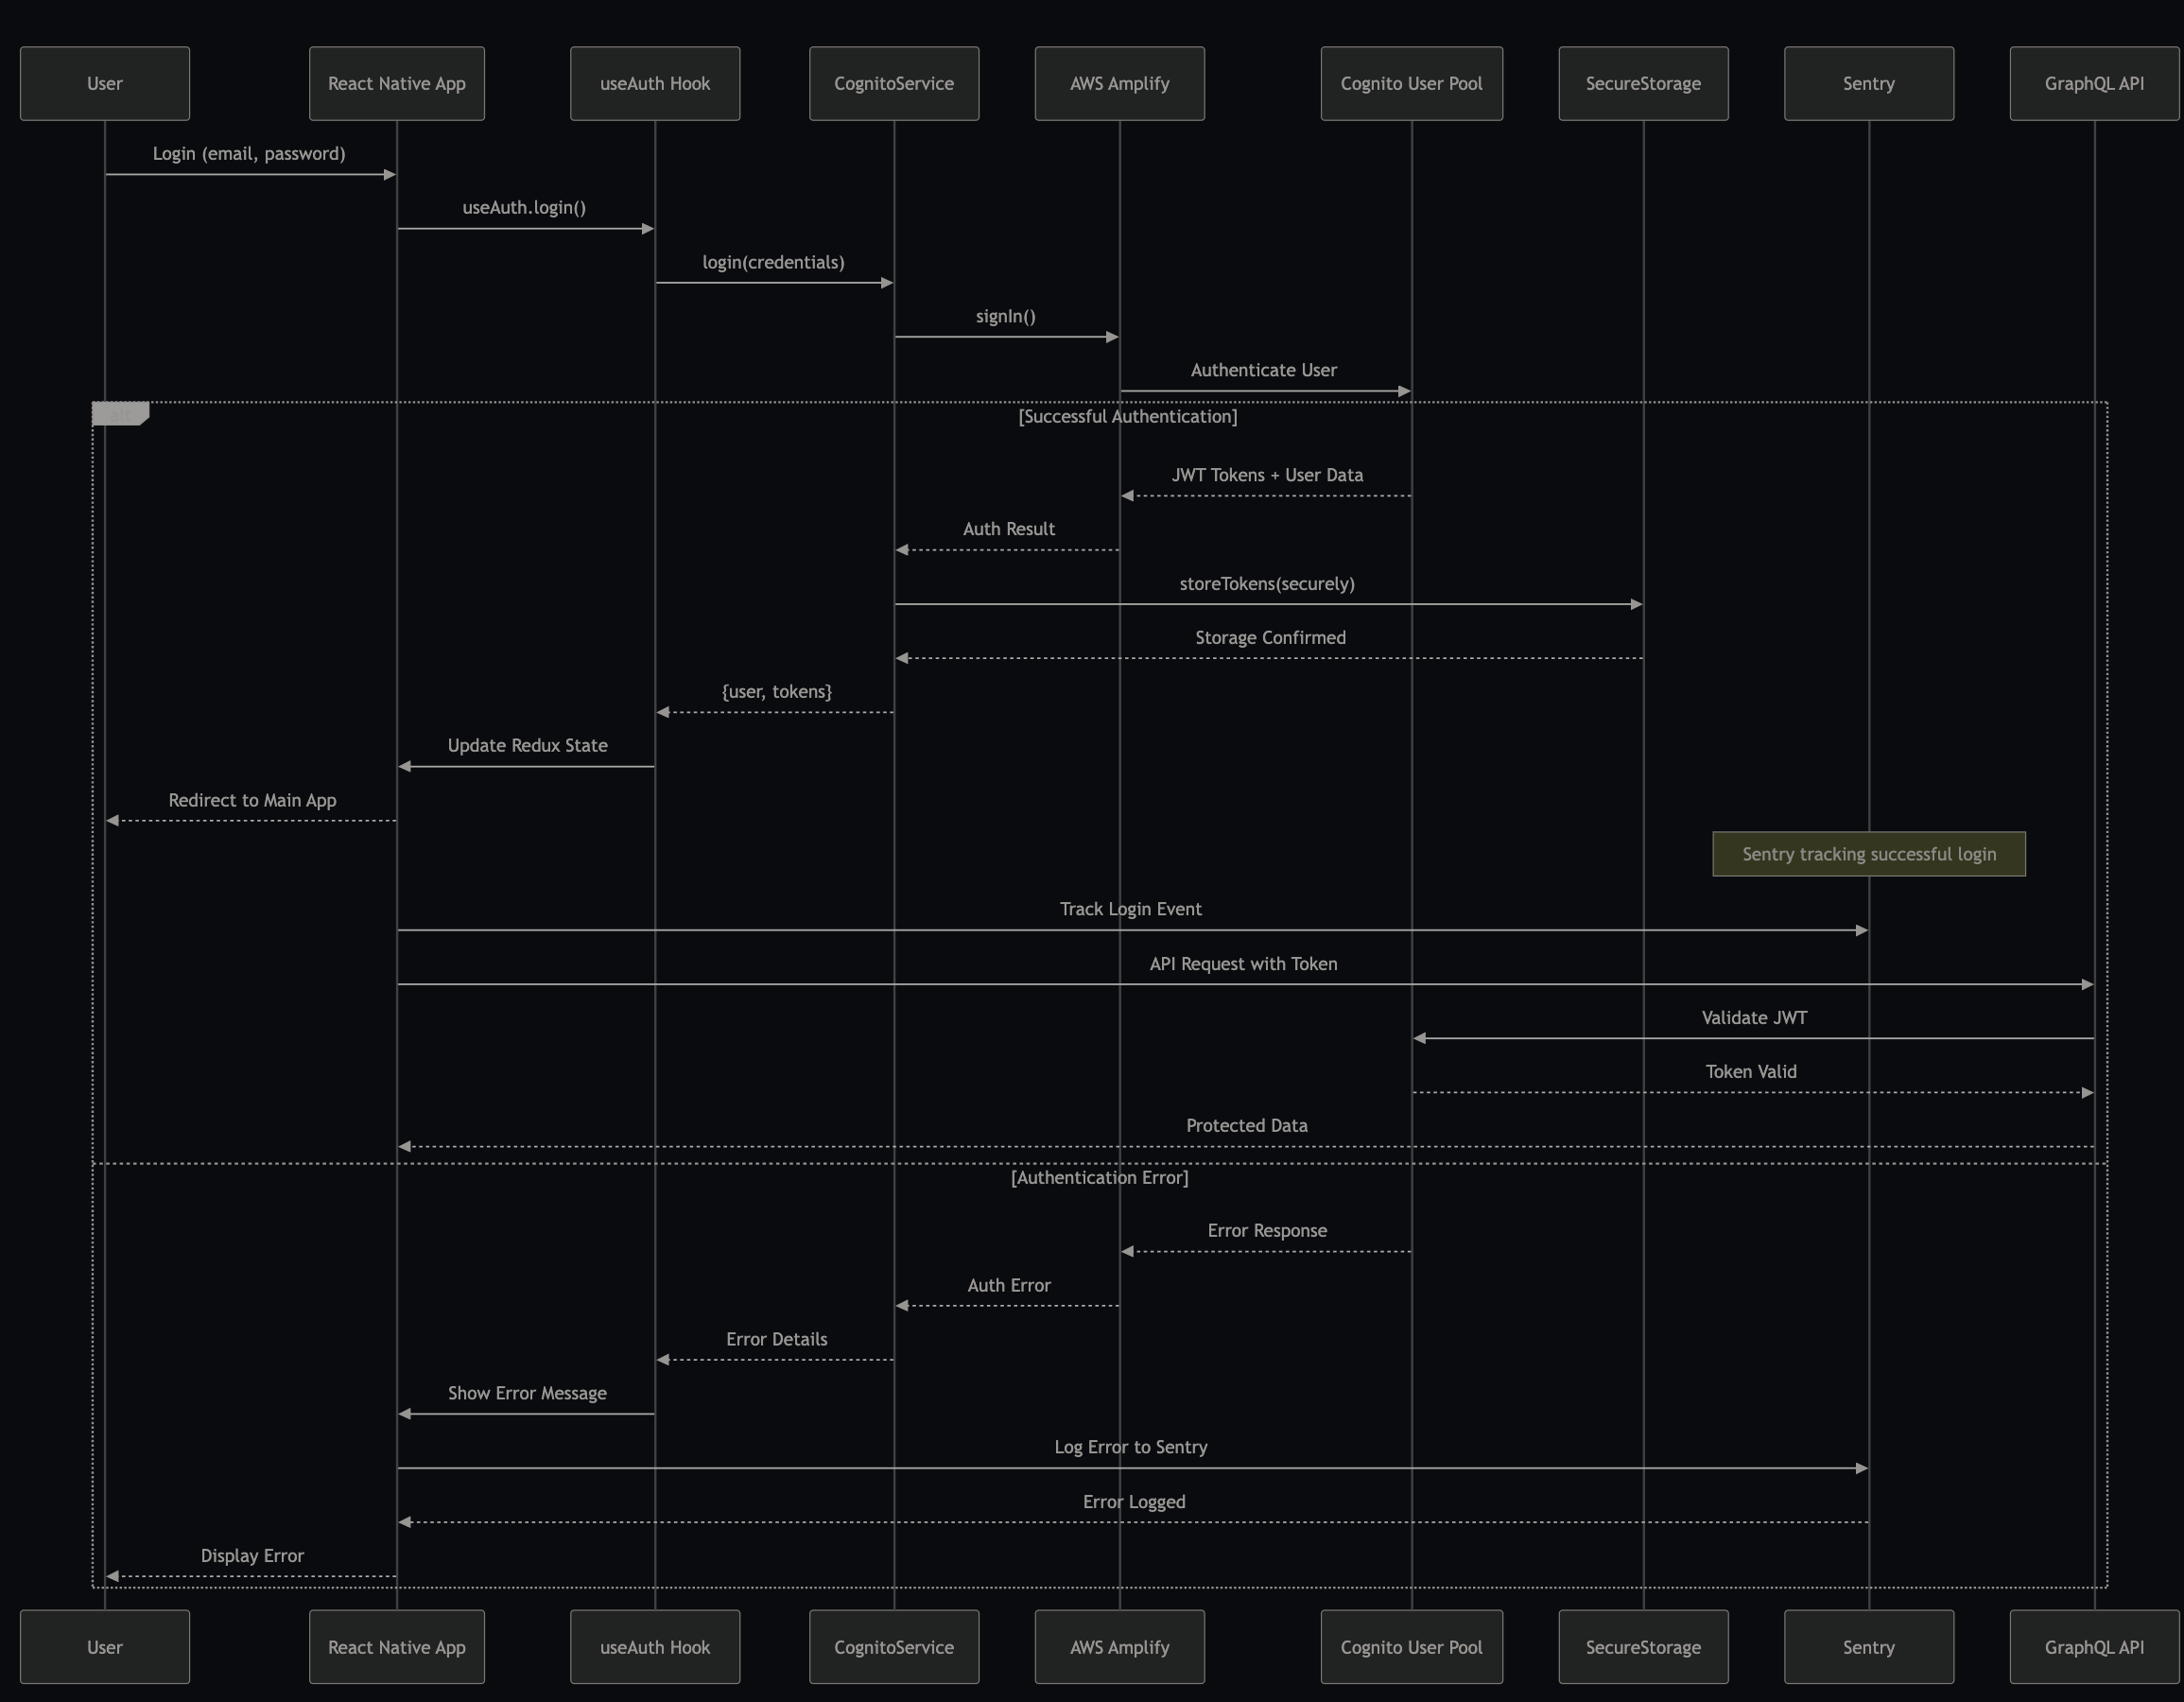 User
React Native App
useAuth Hook
CognitoService
AWS Amplify
Cognito User Pool
SecureStorage
Sentry
GraphQL API
Login (email, password)
useAuth.login()
login(credentials)
signIn()
Authenticate User
alt
[Successful Authentication]
JWT Tokens + User Data
Auth Result
storeTokens(securely)
Storage Confirmed
{user, tokens}
Update Redux State
Redirect to Main App
Sentry tracking successful login
Track Login Event
API Request with Token
Validate JWT
Token Valid
Protected Data
[Authentication Error]
Error Response
Auth Error
Error Details
Show Error Message
Log Error to Sentry
Error Logged
Display Error
User
React Native App
useAuth Hook
CognitoService
AWS Amplify
Cognito User Pool
SecureStorage
Sentry
GraphQL API